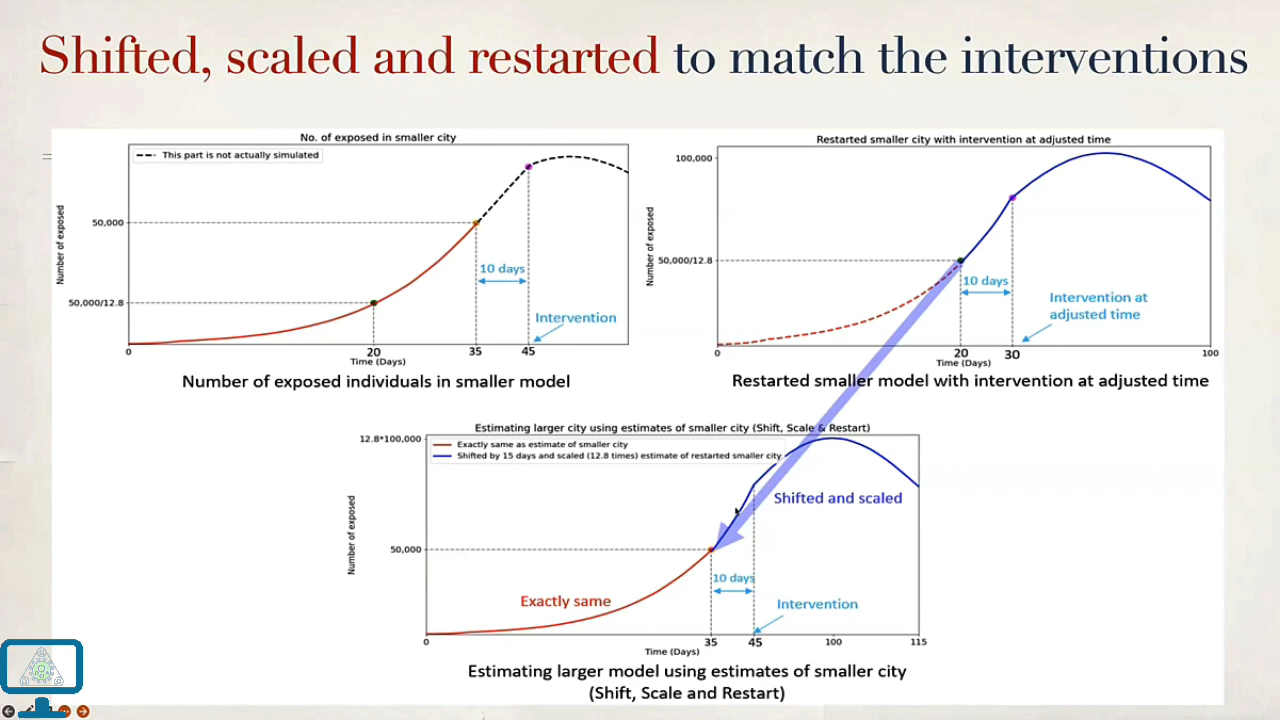 Shifted, scaled and restarted to match the interventions
No. of exposed in smaller city
This part is not actually simulated
Number of exposed
50,000
50,000/12.8
10 days
Intervention
0
20
35
45
Time (Days)
Number of exposed individuals in smaller model
Restarted smaller city with intervention at adjusted time
100,000
Number of exposed
50,000/12.8
10 days
Intervention at
adjusted time
0
20
30
100
Time (Days)
Restarted smaller model with intervention at adjusted time
Estimating larger city using estimates of smaller city (Shift, Scale & Restart)
12.8*100,000
Exactly same as estimate of smaller city
Shifted by 15 days and scaled (12.8 times) estimate of restarted smaller city
Shifted and scaled
Number of exposed
50,000
10 days
Exactly same
Intervention
0
35
45
100
115
Time (Days)
Estimating larger model using estimates of smaller city
(Shift, Scale and Restart)